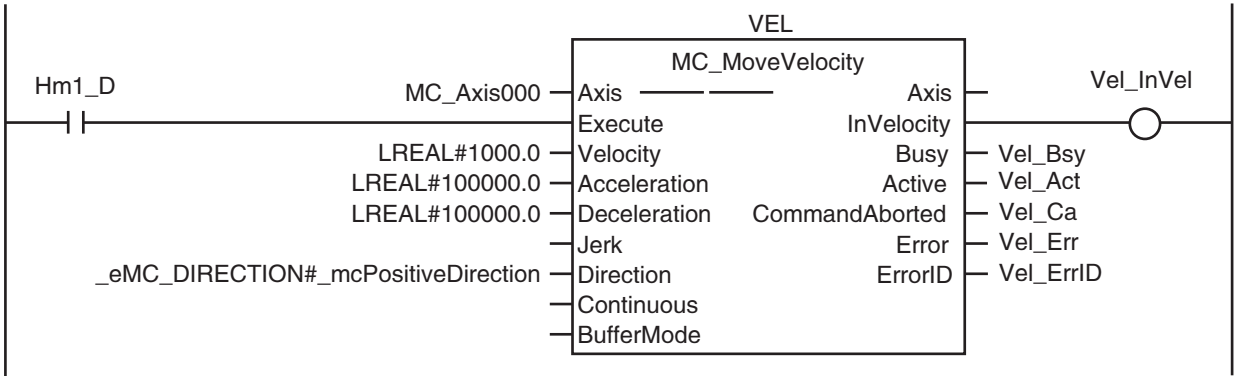 VEL
MC_MoveVelocity
Hm1_D
Vel_InVel
MC_Axis000 Axis Axis
Execute InVelocity
LREAL#1000.0 Velocity Busy Vel_Bsy
LREAL#100000.0 Acceleration Active Vel_Act
LREAL#100000.0 Deceleration CommandAborted Vel_Ca
Jerk Error Vel_Err
_eMC_DIRECTION#_mcPositiveDirection Direction ErrorID Vel_ErrID
Continuous
BufferMode